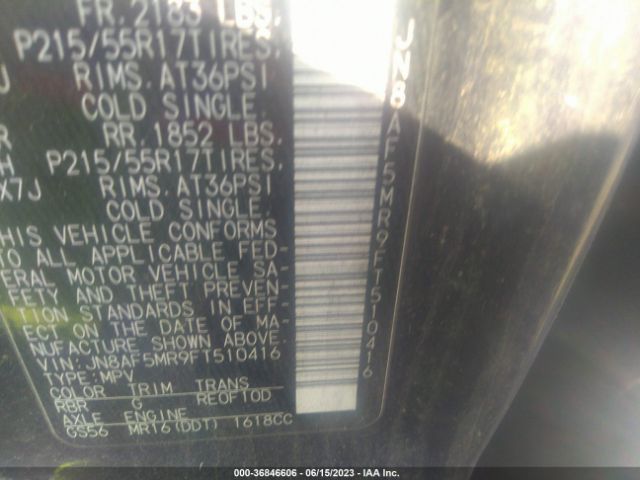 FR. 2183 LBS.
P215/55R17TIRES,
J RIMS. AT36PSI
COLD SINGLE.
R RR. 1852 LBS.
H P215/55R17TIRES,
X7J RIMS. AT36PSI
COLD SINGLE.
HIS VEHICLE CONFORMS
TO ALL APPLICABLE FED-
ERAL MOTOR VEHICLE SA-
FETY AND THEFT PREVEN-
TION STANDARDS IN EFF-
ECT ON THE DATE OF MA-
NUFACTURE SHOWN ABOVE.
VIN:JN8AF5MR9FT510416
TYPE:MPV
COLOR TRIM TRANS
RBR G RE0F10D
AXLE ENGINE
GS56 MR16(DDT) 1618CC
JN8AF5MR9FT510416
000-36846606 - 06/15/2023 - IAA Inc.